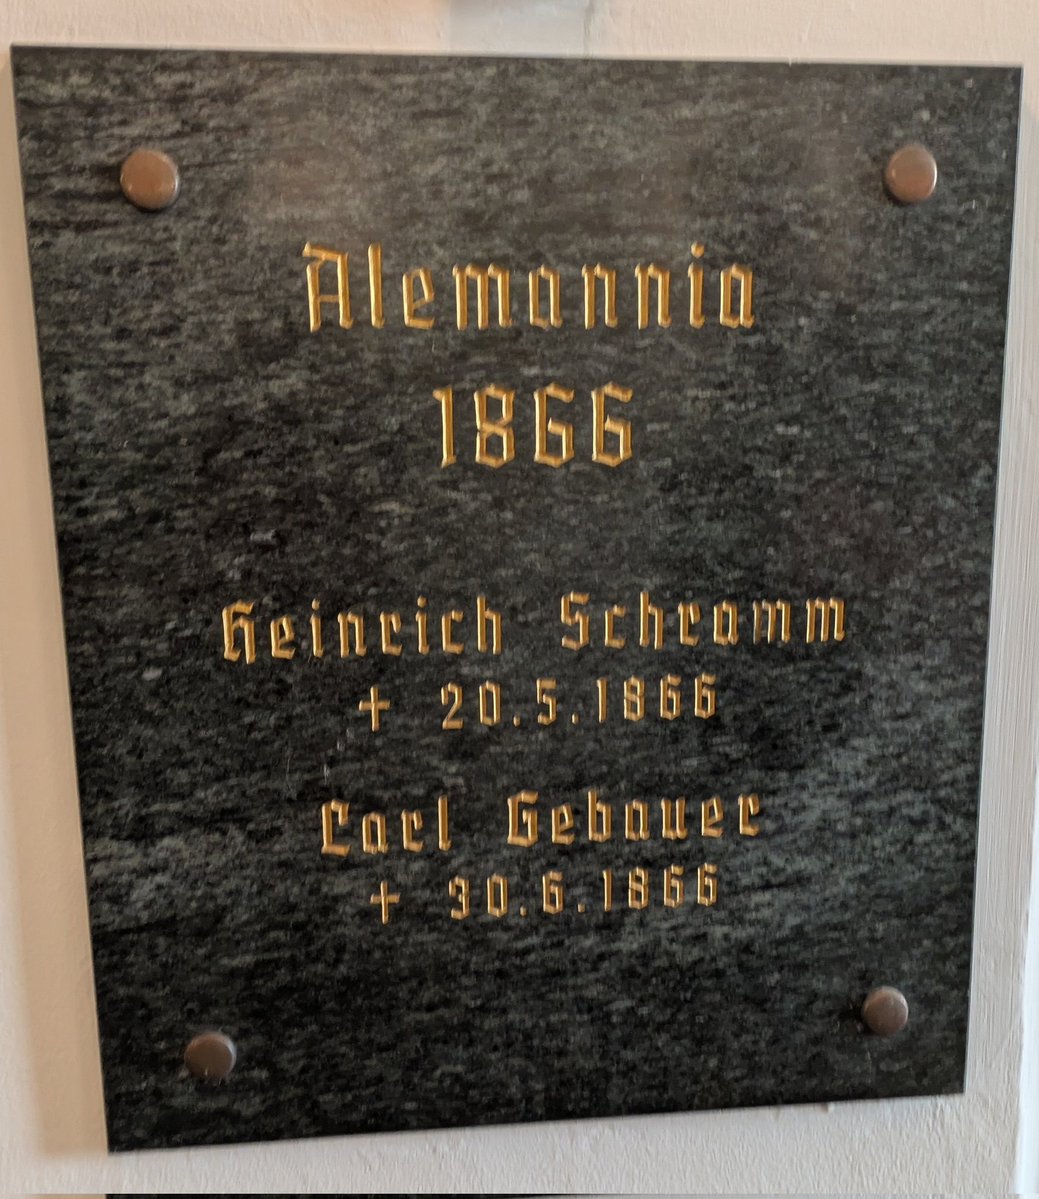 Alemannia
1866
Heinrich Schramm
+ 20.5.1866
Carl Gebauer
+ 30.6.1866